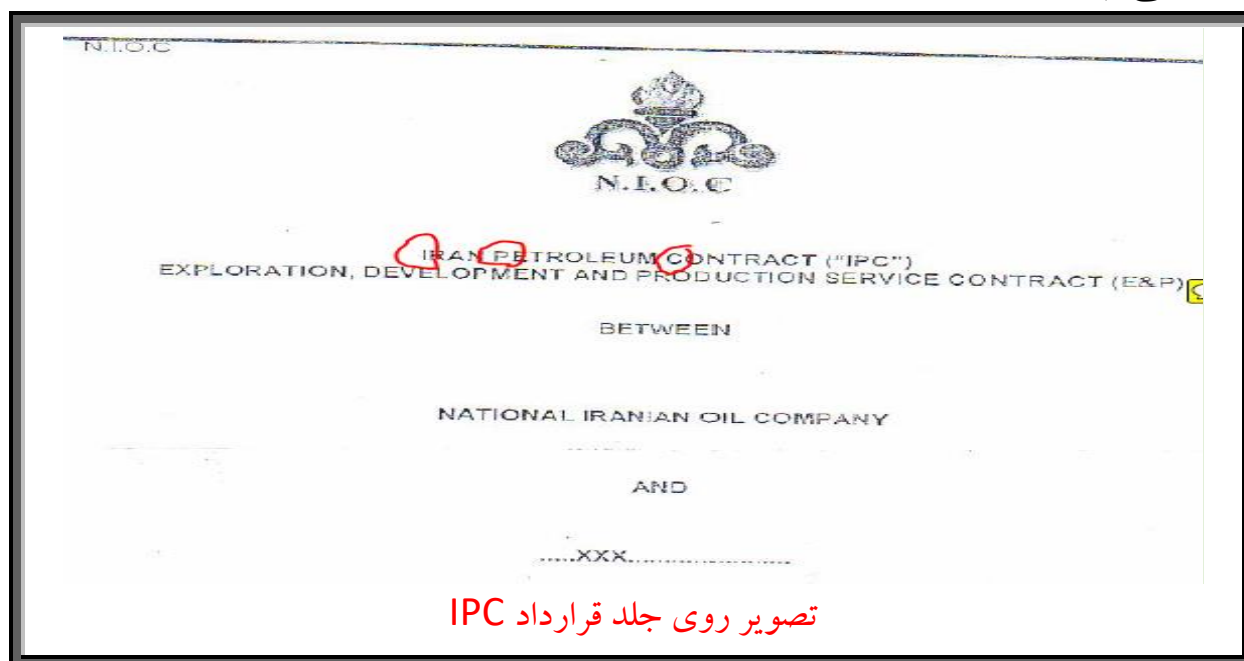 N.I.O.C
N.I.O.C
IRAN PETROLEUM CONTRACT ("IPC")
EXPLORATION, DEVELOPMENT AND PRODUCTION SERVICE CONTRACT (E&P)
BETWEEN
NATIONAL IRANIAN OIL COMPANY
AND
.....XXX.......................
تصویر روی جلد قرارداد IPC